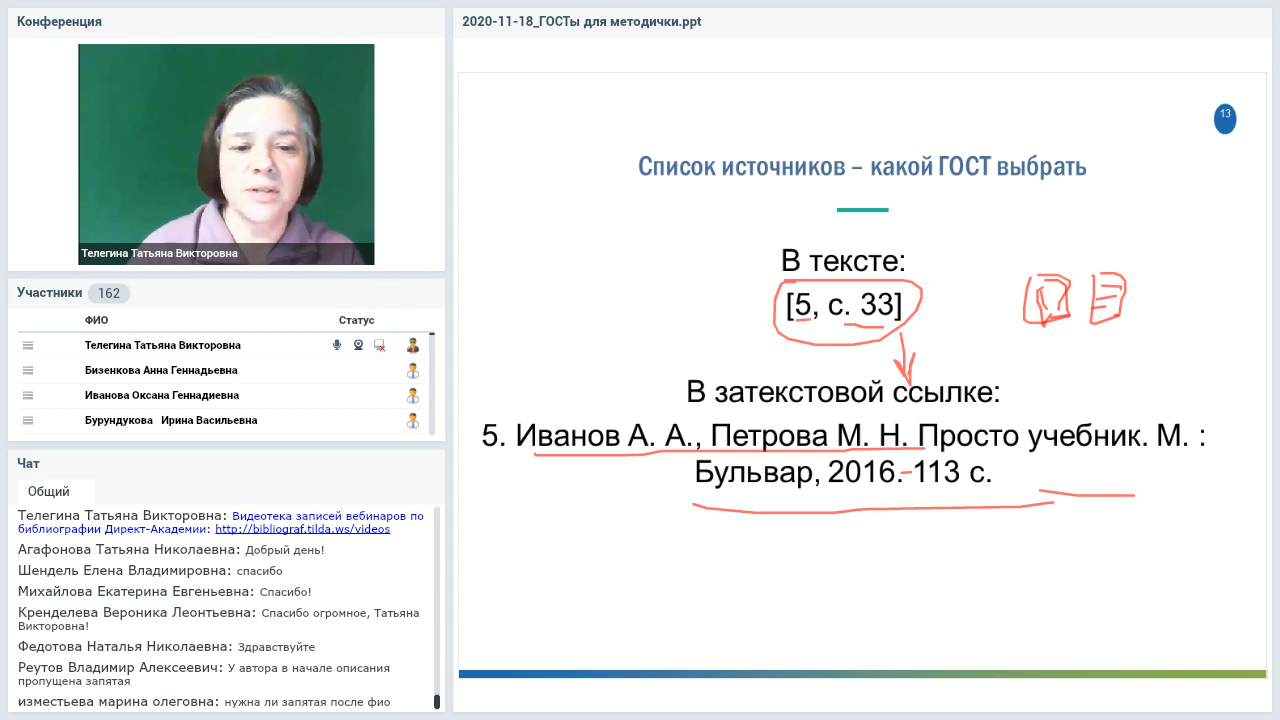 Конференция
Телегина Татьяна Викторовна
Участники 162
ФИО Статус
Телегина Татьяна Викторовна
Бизенкова Анна Геннадьевна
Иванова Оксана Геннадиевна
Бурундукова Ирина Васильевна
Чат
Общий
Телегина Татьяна Викторовна: Видеотека записей вебинаров по
библиографии Директ-Академии: http://bibliograf.tilda.ws/videos
Агафонова Татьяна Николаевна: Добрый день!
Шендель Елена Владимировна: спасибо
Михайлова Екатерина Евгеньевна: Спасибо!
Кренделева Вероника Леонтьевна: Спасибо огромное, Татьяна
Викторовна!
Федотова Наталья Николаевна: Здравствуйте
Реутов Владимир Алексеевич: У автора в начале описания
пропущена запятая
изместьева марина олеговна: нужна ли запятая после фио
2020-11-18_ГОСТы для методички.ppt
13
Список источников – какой ГОСТ выбрать
В тексте:
[5, с. 33]
В затекстовой ссылке:
5. Иванов А. А., Петрова М. Н. Просто учебник. М. :
Бульвар, 2016. 113 с.